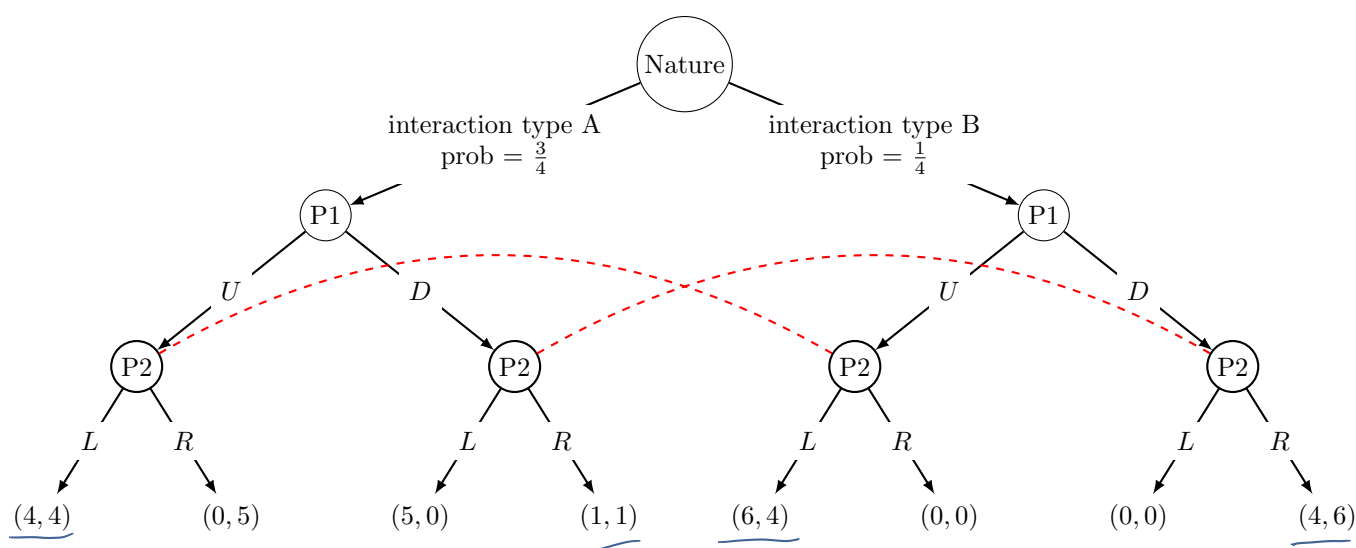 Nature
interaction type A
prob = 3/4
interaction type B
prob = 1/4
P1
P1
U
D
U
D
P2
P2
P2
P2
L
R
L
R
L
R
L
R
(4, 4)
(0, 5)
(5, 0)
(1, 1)
(6, 4)
(0, 0)
(0, 0)
(4, 6)